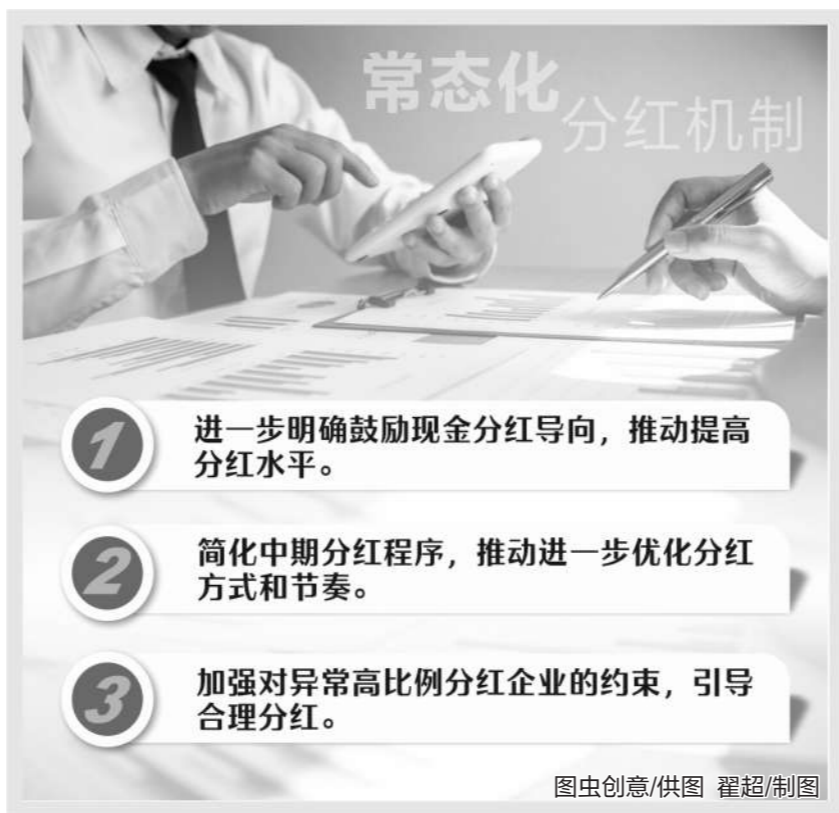 常态化
分红机制
1
进一步明确鼓励现金分红导向，推动提高
分红水平。
2
简化中期分红程序，推动进一步优化分红
方式和节奏。
3
加强对异常高比例分红企业的约束，引导
合理分红。
图虫创意/供图 翟超/制图